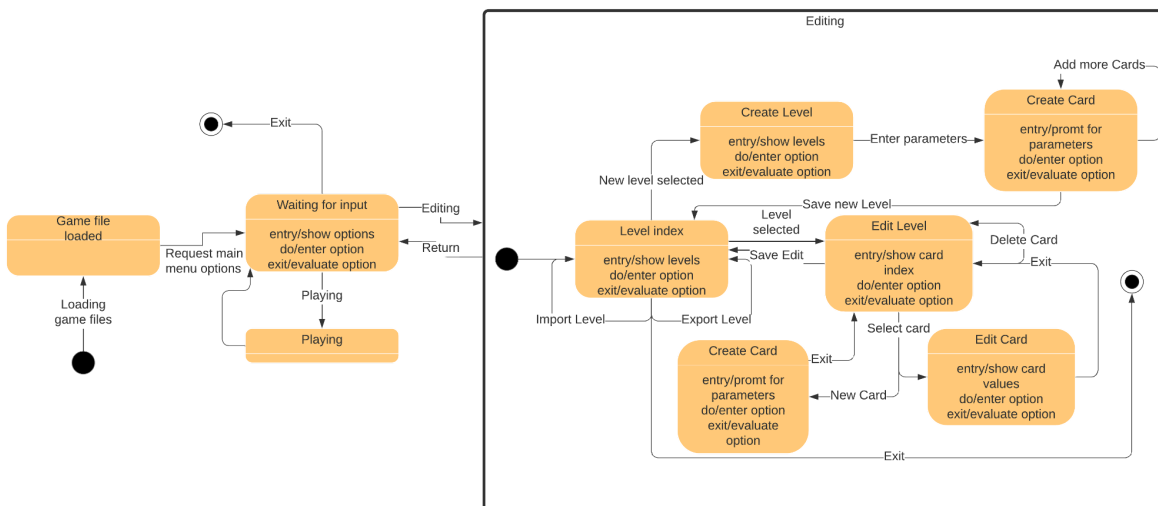 Editing
Add more Cards
Create Card
entry/promt for
parameters
do/enter option
exit/evaluate option
Create Level
entry/show levels
do/enter option
exit/evaluate option
Enter parameters
Exit
New level selected
Save new Level
Waiting for input
entry/show options
do/enter option
exit/evaluate option
Editing
Return
Game file
loaded
Request main
menu options
Loading
game files
Playing
Playing
Level index
entry/show levels
do/enter option
exit/evaluate option
Level
selected
Save Edit
Edit Level
entry/show card
index
do/enter option
exit/evaluate option
Delete Card
Exit
Import Level
Export Level
Select card
Create Card
entry/promt for
parameters
do/enter option
exit/evaluate
option
Exit
New Card
Edit Card
entry/show card
values
do/enter option
exit/evaluate option
Exit